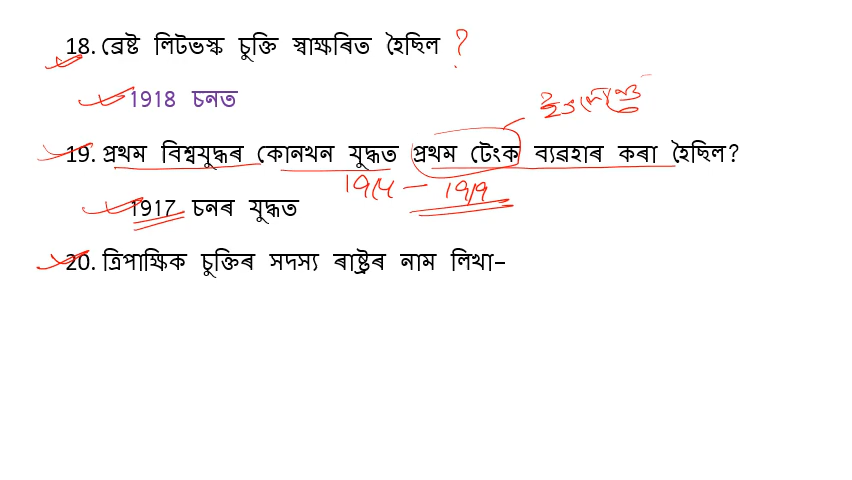 18. ব্ৰেষ্ট লিটভস্ক চুক্তি স্বাক্ষৰিত হৈছিল ?
1918 চনত
ইংলেণ্ড
19. প্ৰথম বিশ্বযুদ্ধৰ কোনখন যুদ্ধত প্ৰথম টেংক ব্যৱহাৰ কৰা হৈছিল?
1914 – 1919
1917 চনৰ যুদ্ধত
20. ত্ৰিপাক্ষিক চুক্তিৰ সদস্য ৰাষ্ট্ৰৰ নাম লিখা–